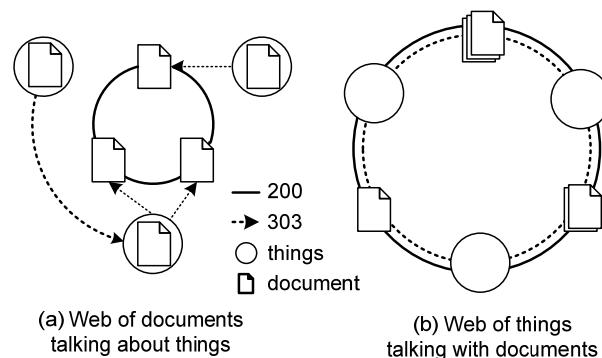 200
303
things
document
(a) Web of documents
talking about things
(b) Web of things
talking with documents